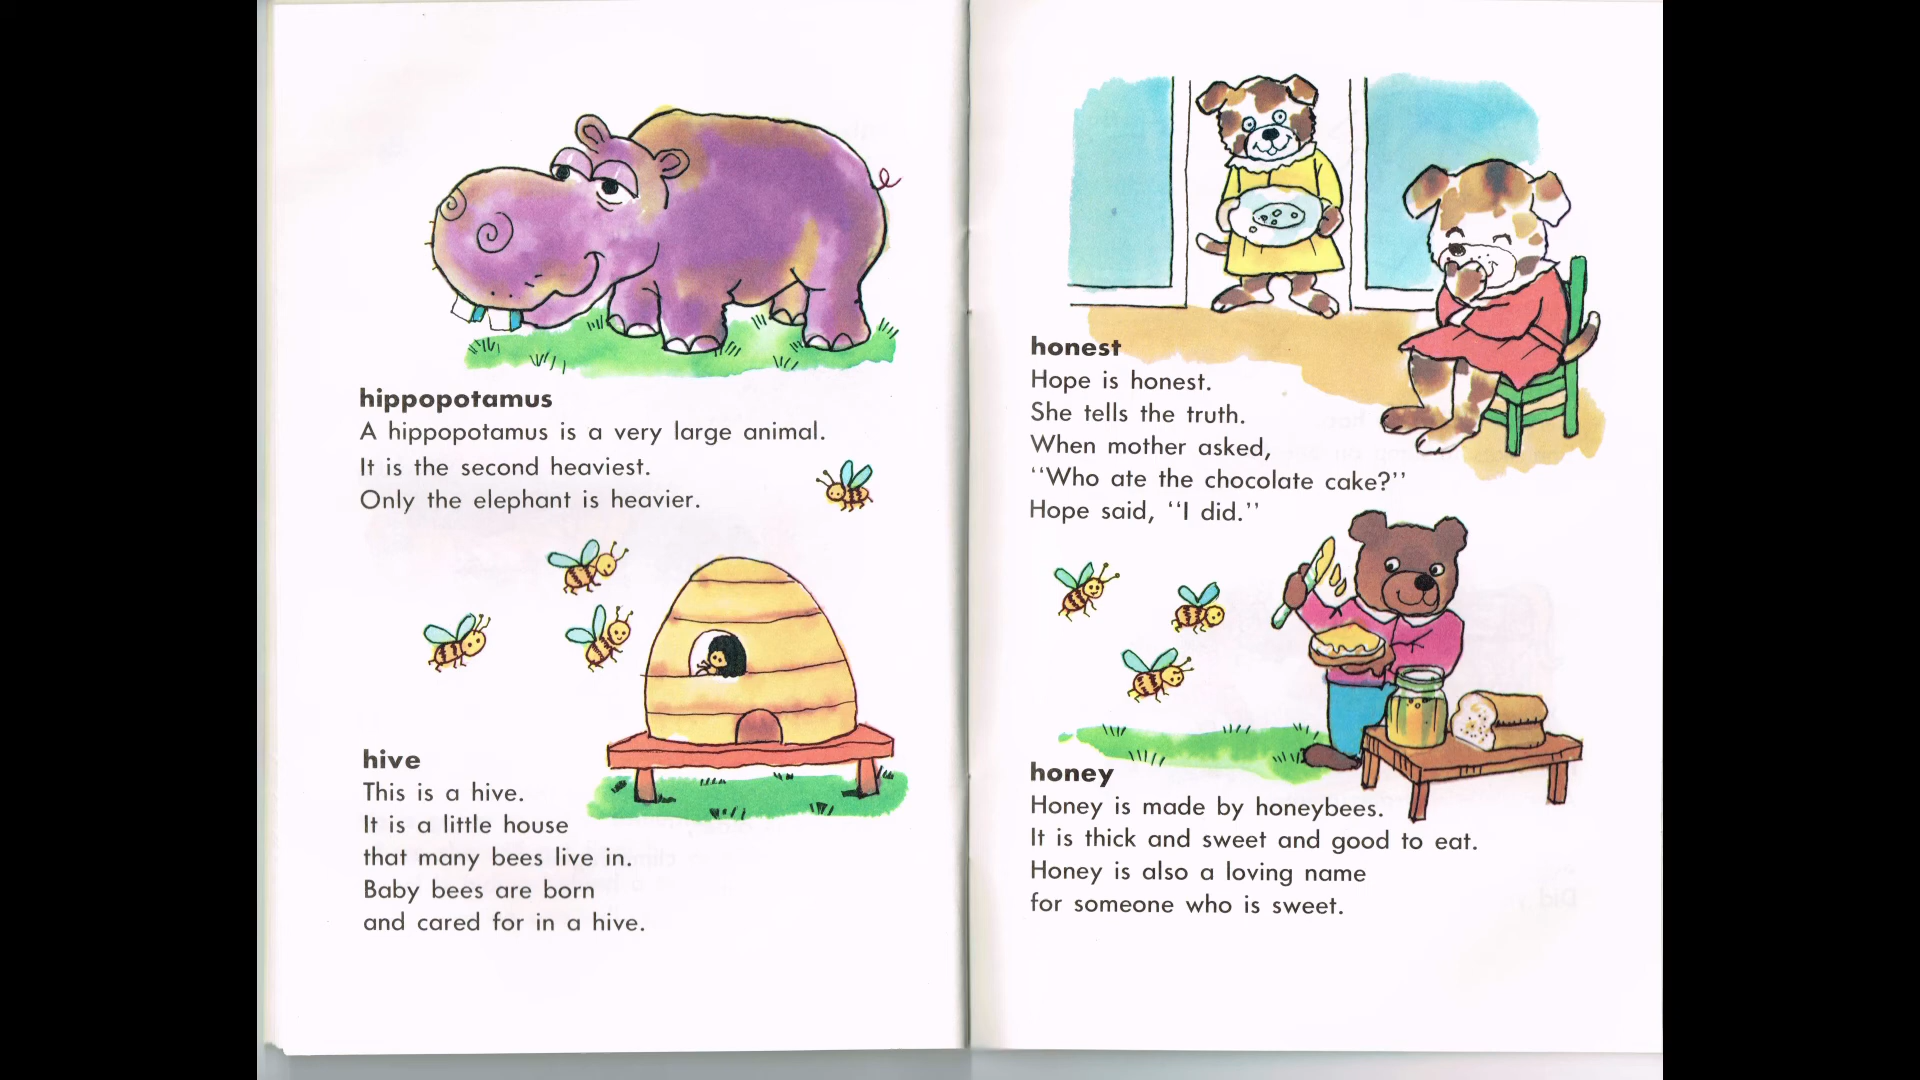 hippopotamus
A hippopotamus is a very large animal.
It is the second heaviest.
Only the elephant is heavier.
hive
This is a hive.
It is a little house
that many bees live in.
Baby bees are born
and cared for in a hive.
honest
Hope is honest.
She tells the truth.
When mother asked,
“Who ate the chocolate cake?”
Hope said, “I did.”
honey
Honey is made by honeybees.
It is thick and sweet and good to eat.
Honey is also a loving name
for someone who is sweet.